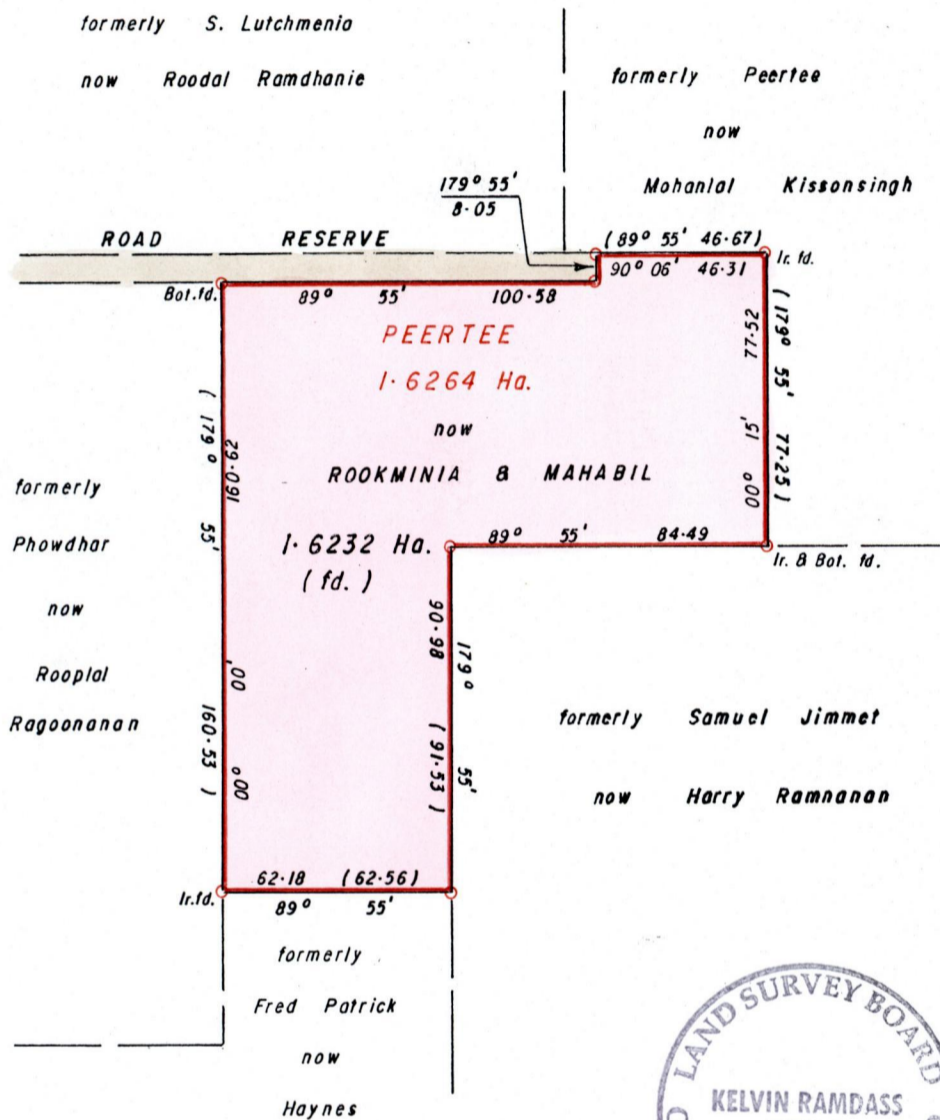 formerly S. Lutchmenia
now Roodal Ramdhanie
formerly Peertee
now
Mohanlal Kissonsingh
179° 55'
8·05
ROAD RESERVE
(89° 55' 46·67)
90° 06' 46·31
Ir. fd.
Bot.fd.
89° 55' 100·58
PEERTEE
1·6264 Ha.
now
ROOKMINIA & MAHABIL
1·6232 Ha.
(fd.)
77·52
00° 15'
(179° 55' 77·25)
(179° 55' 160·53)
160·62
00° 00'
formerly
Phowdhar
now
Rooplal
Ragoonanan
89° 55' 84·49
Ir. & Bot. fd.
90·98 (91·53)
179° 55'
formerly Samuel Jimmet
now Harry Ramnanan
62·18 (62·56)
Ir.fd.
89° 55'
formerly
Fred Patrick
now
Haynes
LAND SURVEY BOARD
KELVIN RAMDASS